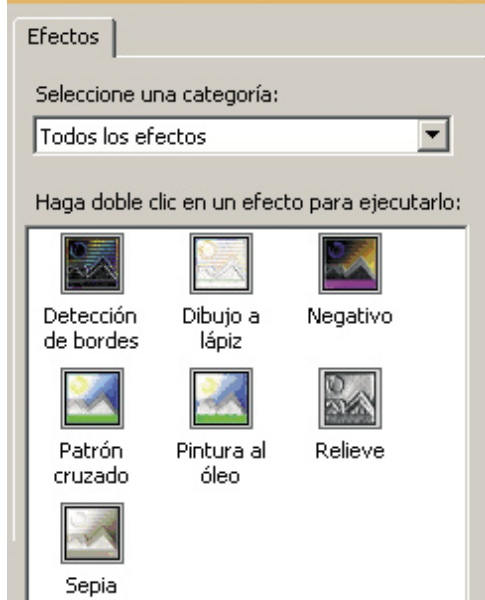 Efectos
Seleccione una categoría:
Todos los efectos
Haga doble clic en un efecto para ejecutarlo:
Detección
de bordes
Dibujo a
lápiz
Negativo
Patrón
cruzado
Pintura al
óleo
Relieve
Sepia